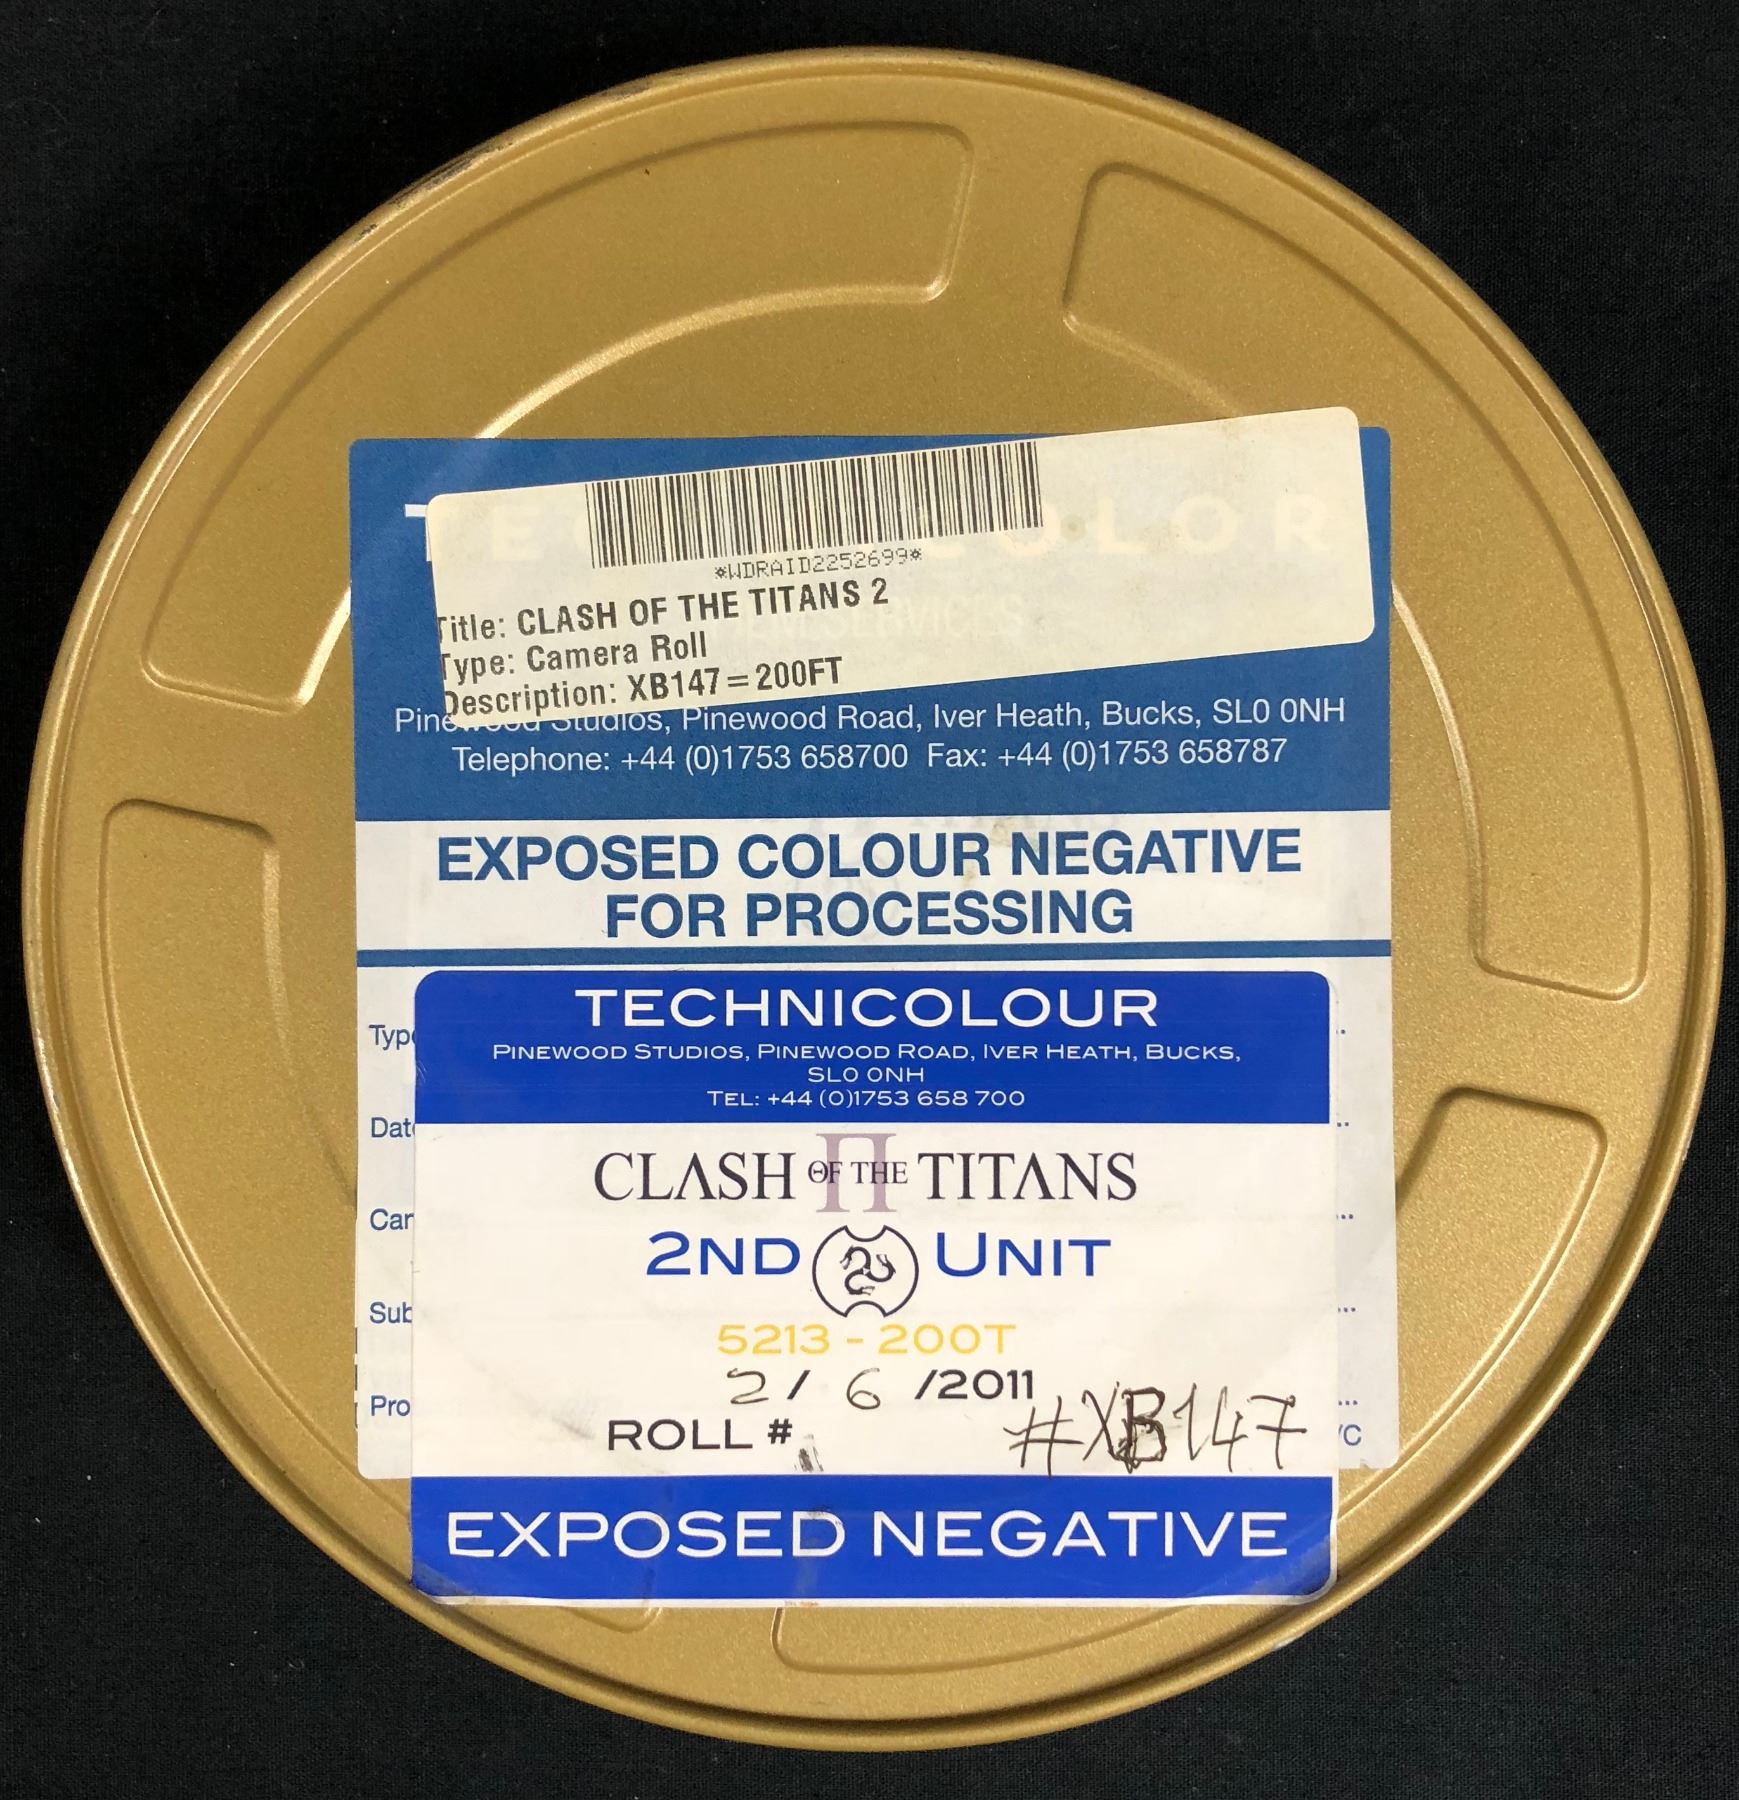 TECHNICOLOR
*WDRAID2252699*
Title: CLASH OF THE TITANS 2
Type: Camera Roll
Description: XB147=200FT
Pinewood Studios, Pinewood Road, Iver Heath, Bucks, SL0 0NH
Telephone: +44 (0)1753 658700 Fax: +44 (0)1753 658787
EXPOSED COLOUR NEGATIVE
FOR PROCESSING
TECHNICOLOUR
PINEWOOD STUDIOS, PINEWOOD ROAD, IVER HEATH, BUCKS,
SL0 0NH
TEL: +44 (0)1753 658 700
CLASH OF THE TITANS
II
2ND UNIT
5213 - 200T
2/ 6 /2011
ROLL # #XB147
EXPOSED NEGATIVE
Type
Date
Sub
Pro